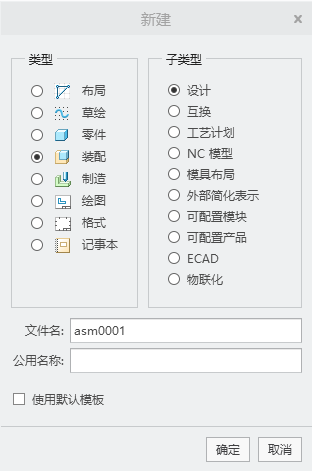 新建
类型
布局
草绘
零件
装配
制造
绘图
格式
记事本
子类型
设计
互换
工艺计划
NC 模型
模具布局
外部简化表示
可配置模块
可配置产品
ECAD
物联化
文件名: asm0001
公用名称:
使用默认模板
确定 取消